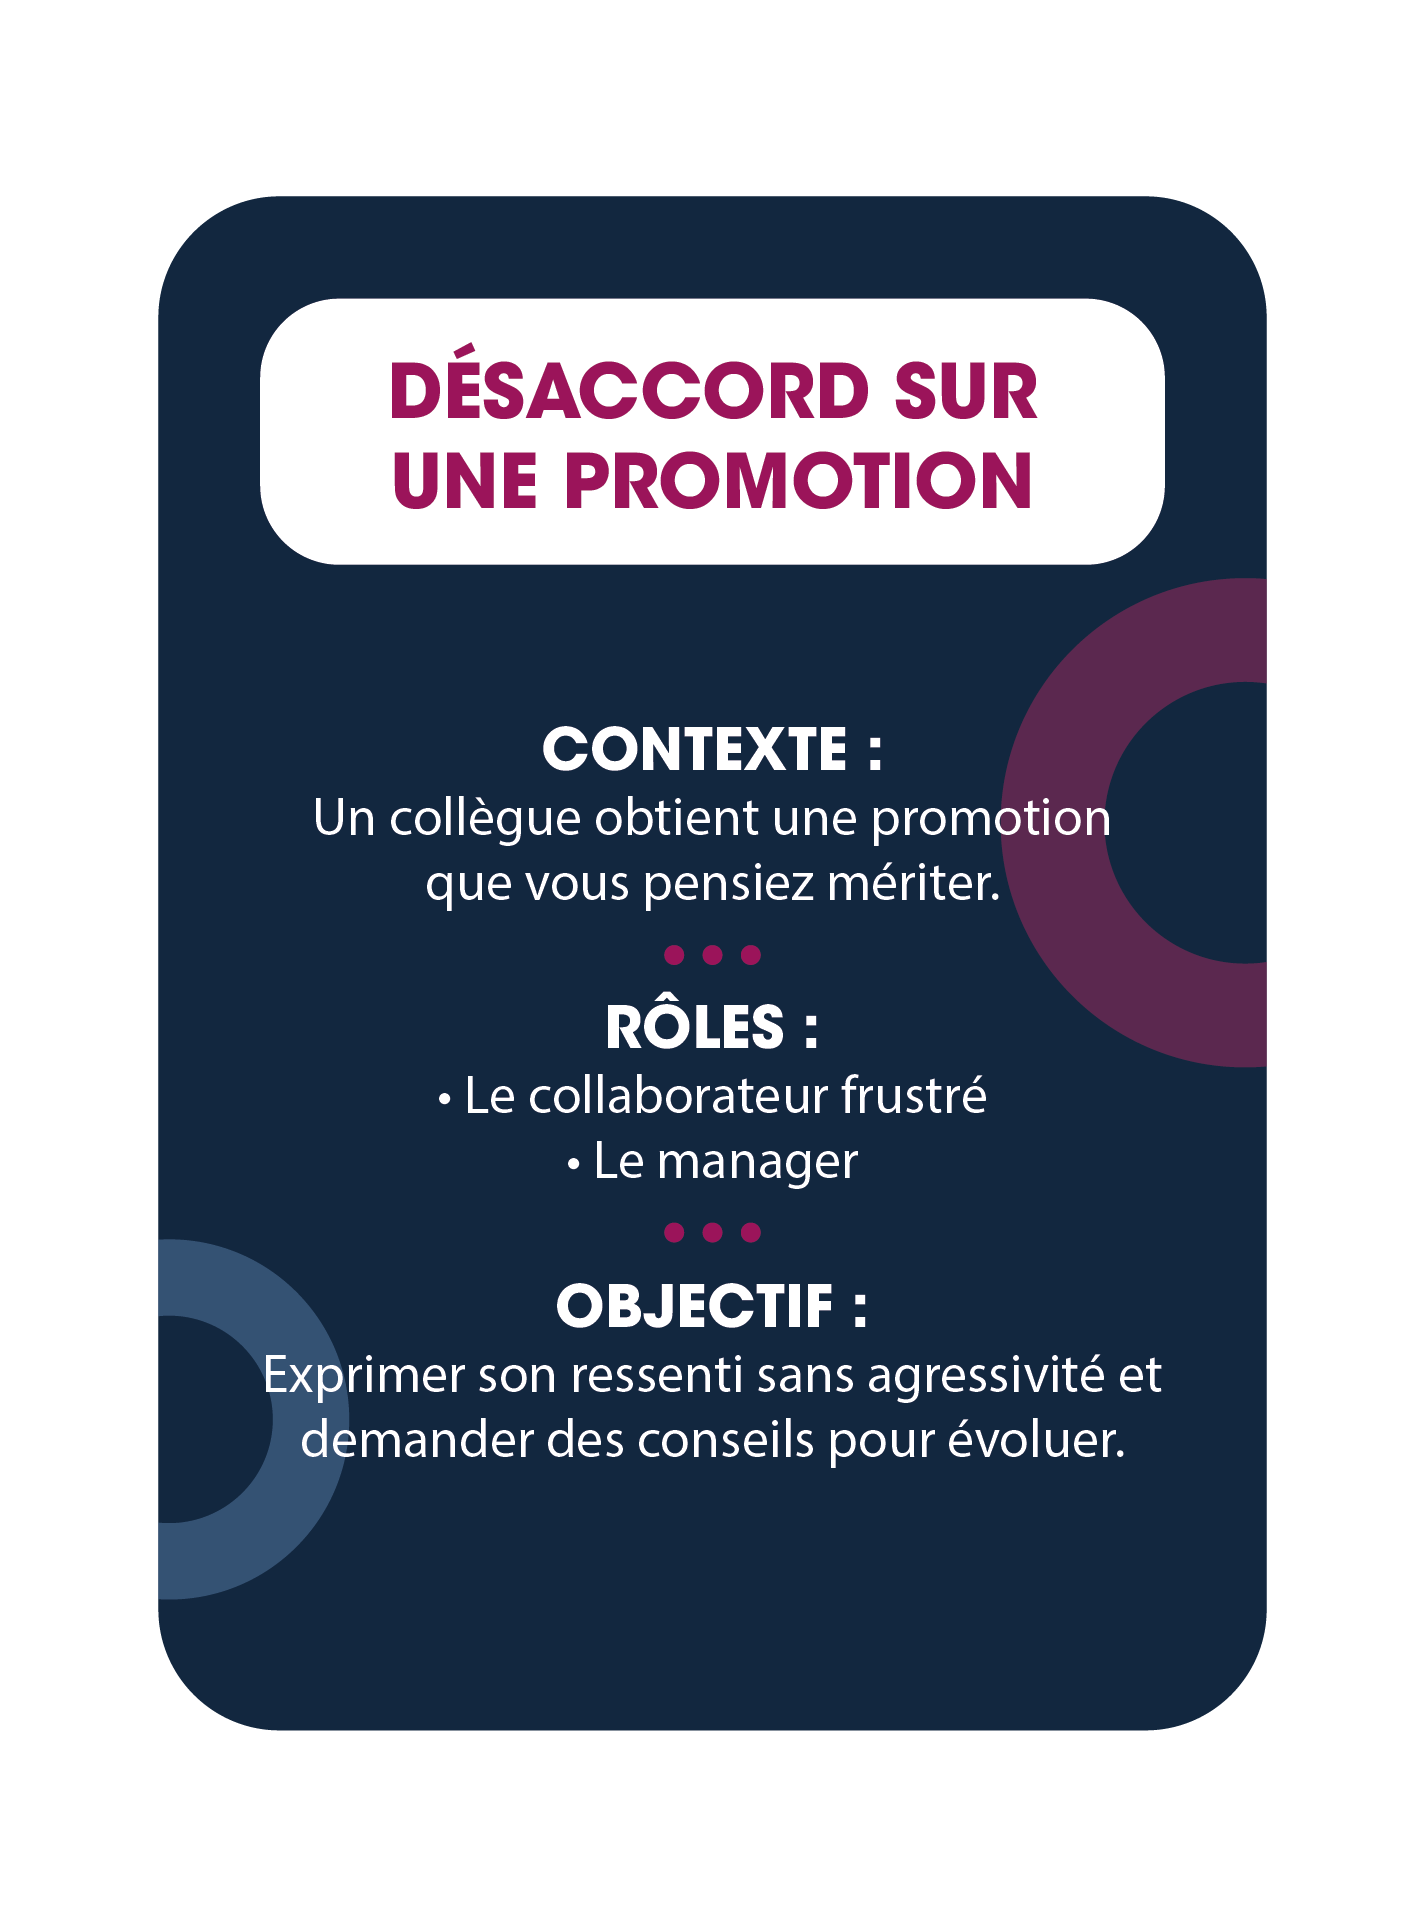 DÉSACCORD SUR
UNE PROMOTION
CONTEXTE :
Un collègue obtient une promotion
que vous pensiez mériter.
RÔLES :
• Le collaborateur frustré
• Le manager
OBJECTIF :
Exprimer son ressenti sans agressivité et
demander des conseils pour évoluer.